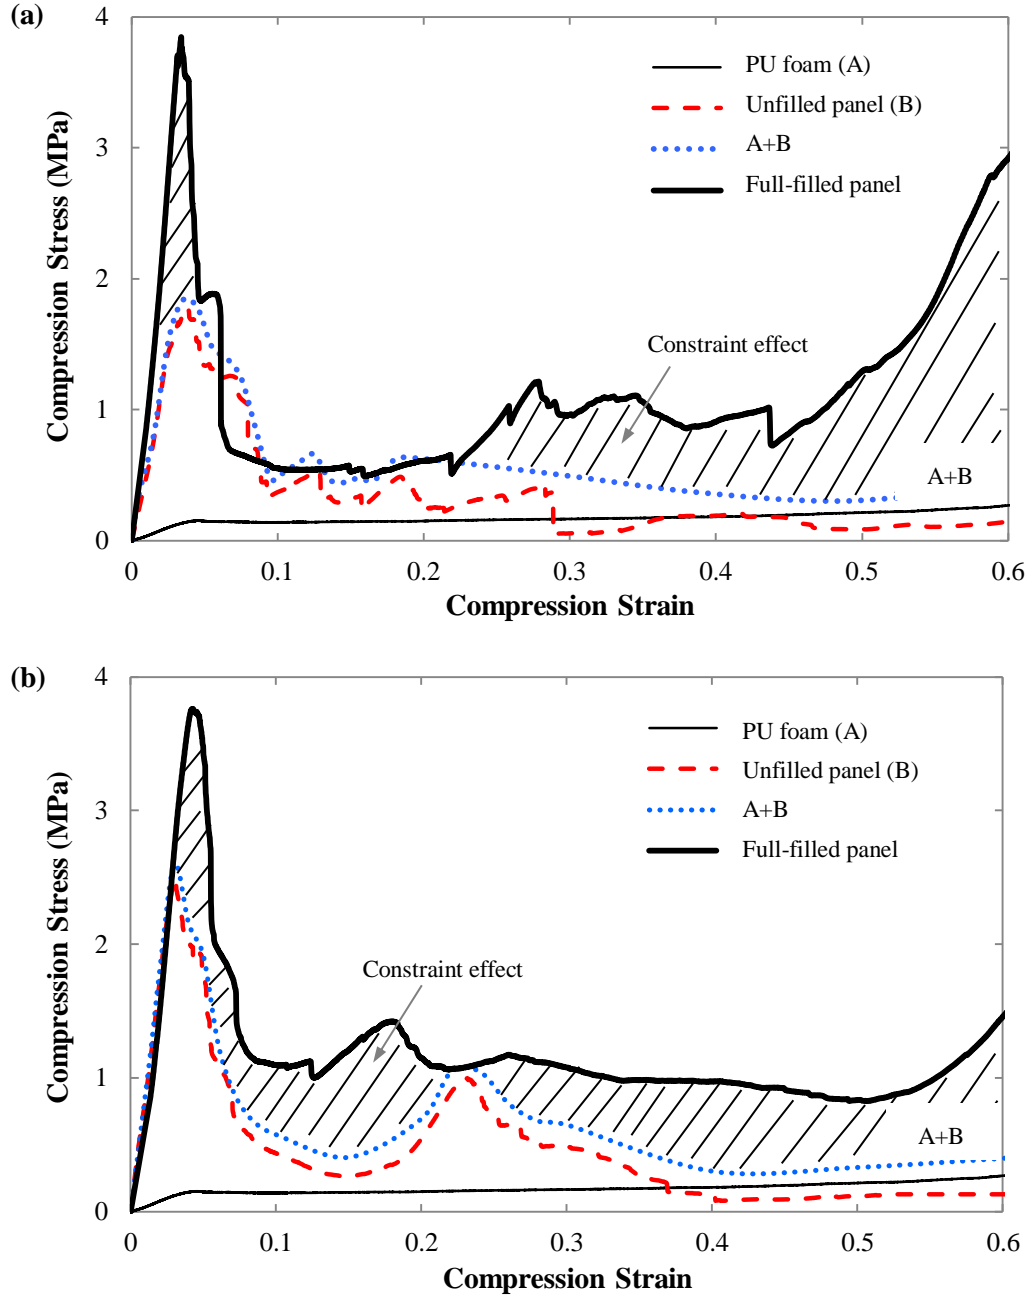 (a)
4
3
2
1
0
Compression Stress (MPa)
PU foam (A)
Unfilled panel (B)
A+B
Full-filled panel
Constraint effect
A+B
0 0.1 0.2 0.3 0.4 0.5 0.6
Compression Strain
(b)
4
3
2
1
0
Compression Stress (MPa)
PU foam (A)
Unfilled panel (B)
A+B
Full-filled panel
Constraint effect
A+B
0 0.1 0.2 0.3 0.4 0.5 0.6
Compression Strain